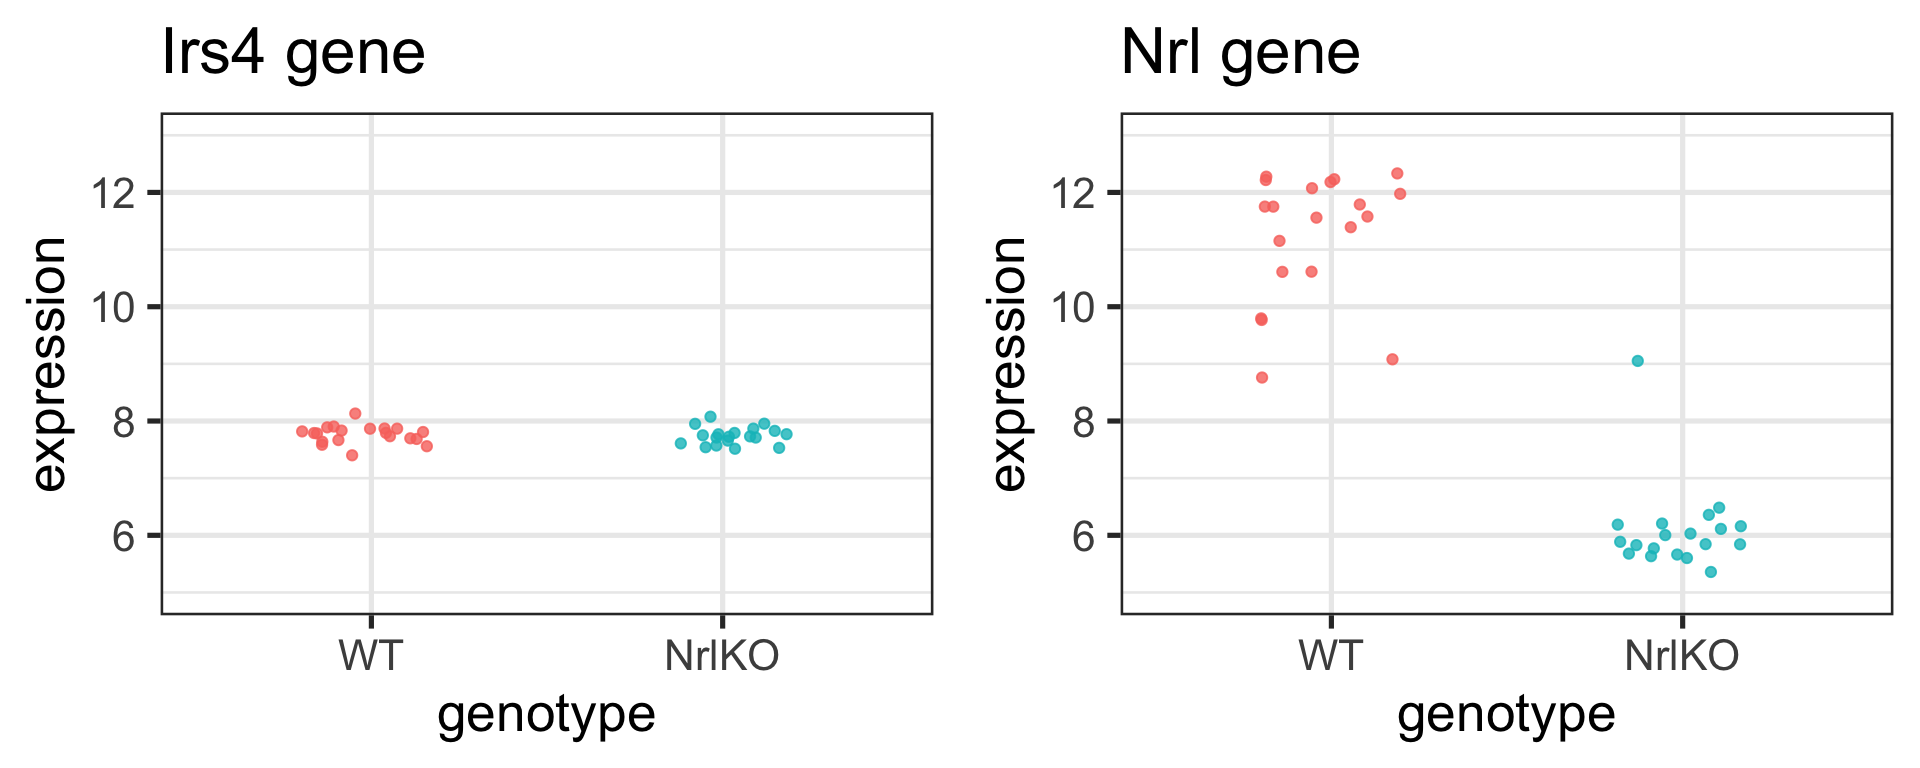 Irs4 gene
expression
12
10
8
6
WT NrlKO
genotype
Nrl gene
expression
12
10
8
6
WT NrlKO
genotype